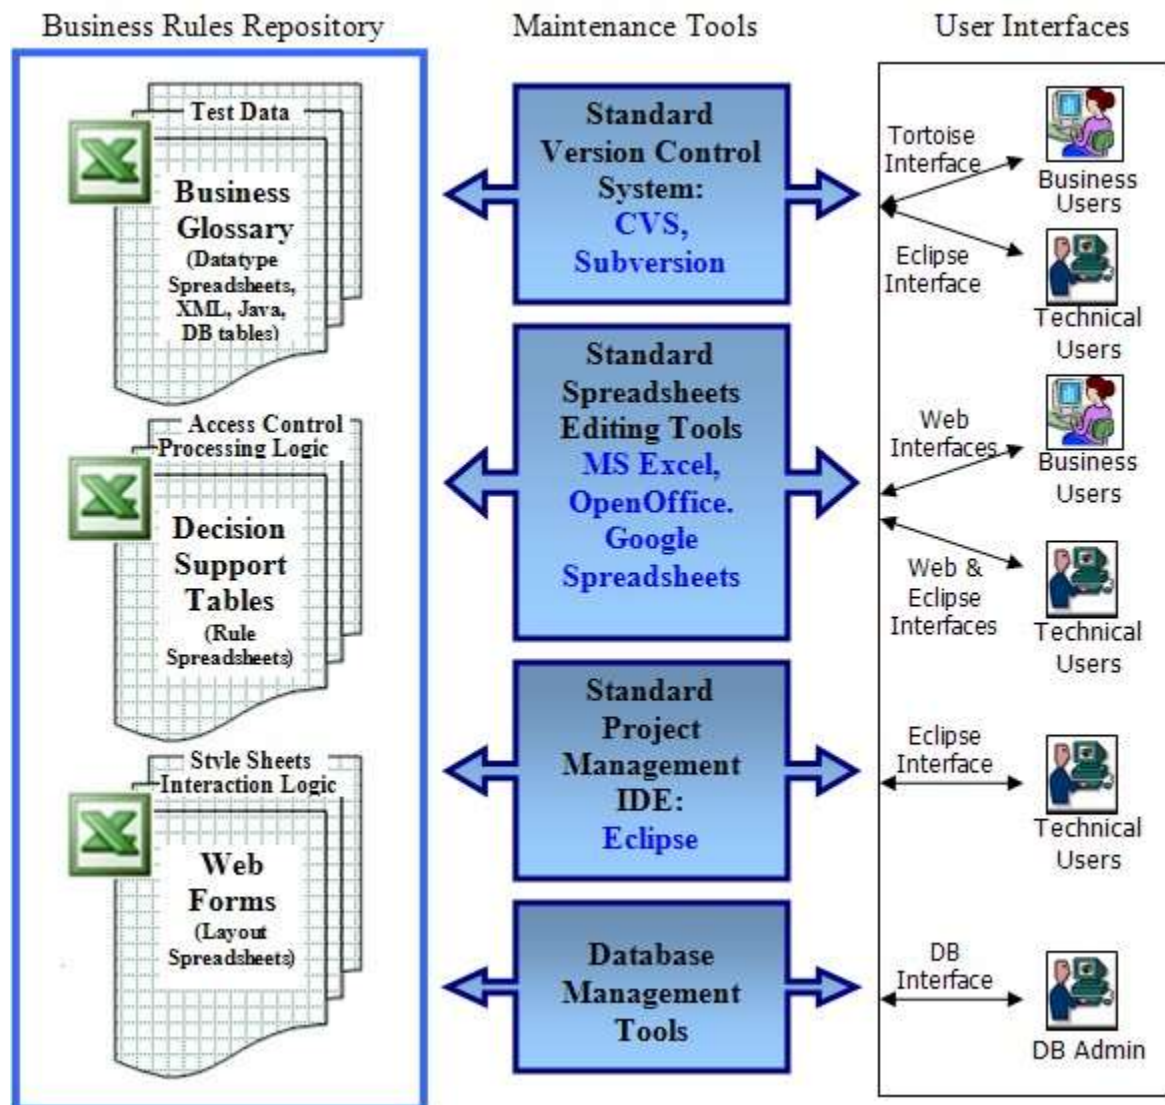 Business Rules Repository
Maintenance Tools
User Interfaces
Test Data
Business
Glossary
(Datatype
Spreadsheets,
XML, Java,
DB tables)
Access Control
Processing Logic
Decision
Support
Tables
(Rule
Spreadsheets)
Style Sheets
Interaction Logic
Web
Forms
(Layout
Spreadsheets)
Standard
Version Control
System:
CVS,
Subversion
Standard
Spreadsheets
Editing Tools
MS Excel,
OpenOffice.
Google
Spreadsheets
Standard
Project
Management
IDE:
Eclipse
Database
Management
Tools
Tortoise
Interface
Business
Users
Eclipse
Interface
Technical
Users
Web
Interfaces
Business
Users
Web &
Eclipse
Interfaces
Technical
Users
Eclipse
Interface
Technical
Users
DB
Interface
DB Admin